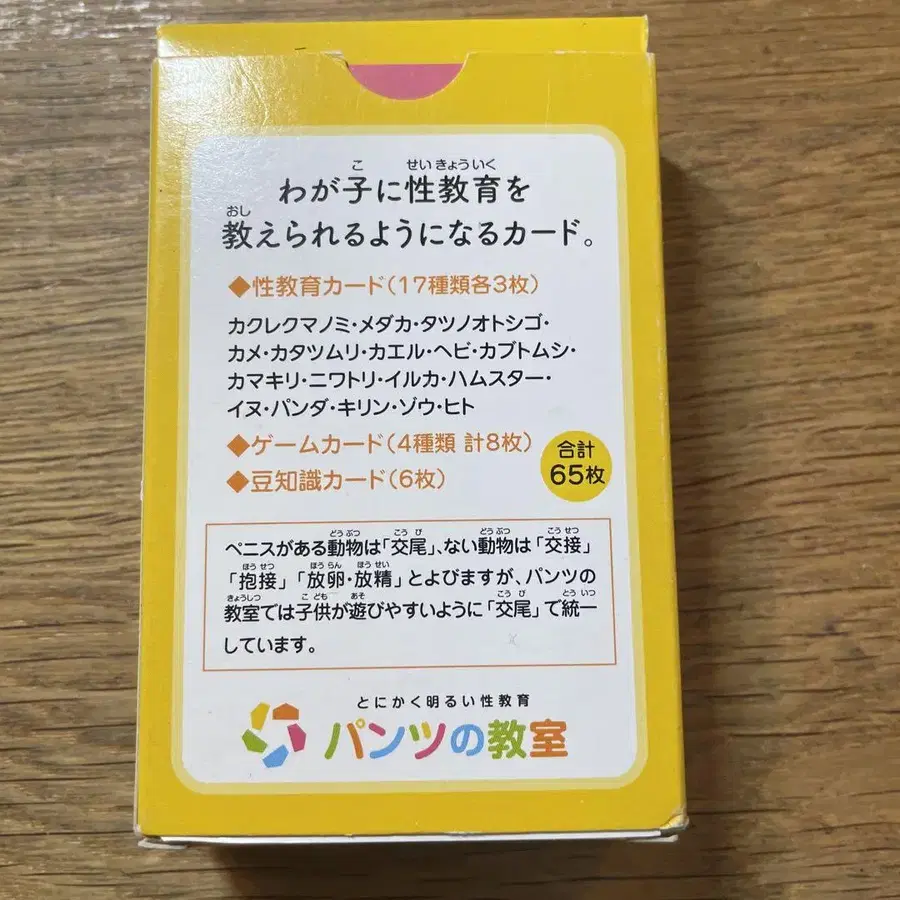 わが子に性教育を
教えられるようになるカード。
◆性教育カード(17種類各3枚)
カクレクマノミ・メダカ・タツノオトシゴ・
カメ・カタツムリ・カエル・ヘビ・カブトムシ・
カマキリ・ニワトリ・イルカ・ハムスター・
イヌ・パンダ・キリン・ゾウ・ヒト
◆ゲームカード(4種類 計8枚)
◆豆知識カード(6枚)
合計
65枚
ペニスがある動物は「交尾」、ない動物は「交接」
「抱接」「放卵・放精」とよびますが、パンツの
教室では子供が遊びやすいように「交尾」で統一
しています。
とにかく明るい性教育
パンツの教室